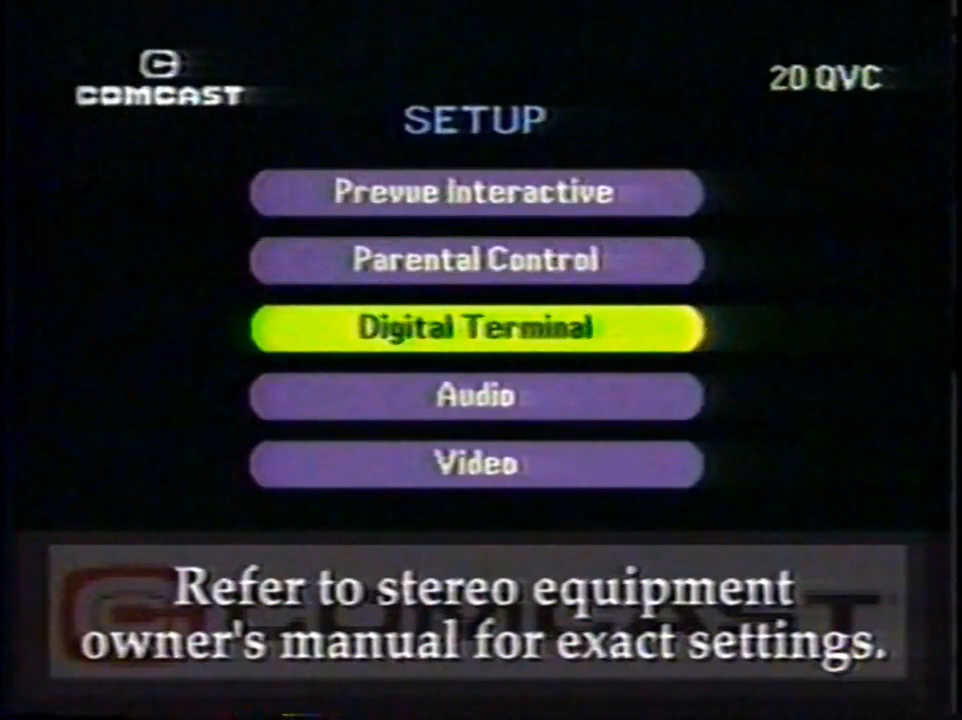 COMCAST
20 QVC
SETUP
Prevue Interactive
Parental Control
Digital Terminal
Audio
Video
COMCAST
Refer to stereo equipment
owner's manual for exact settings.